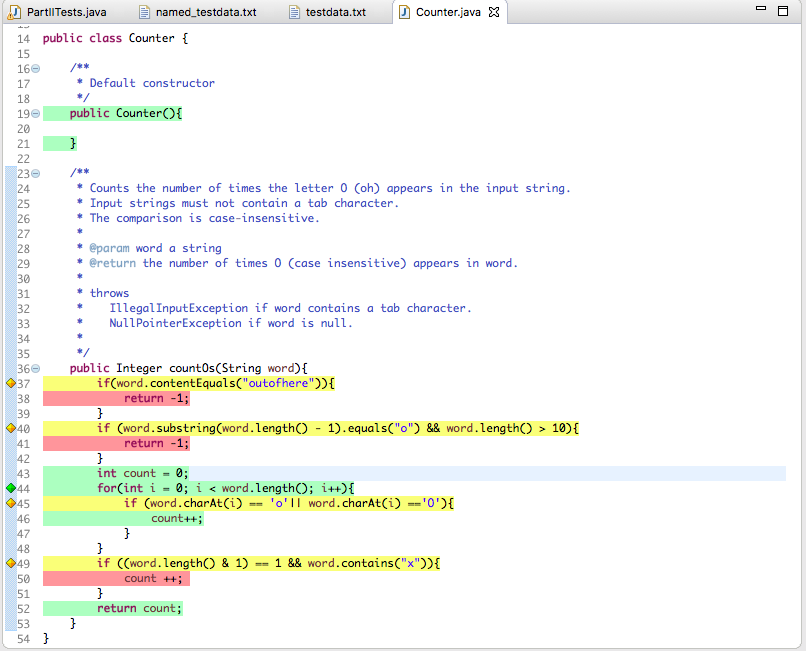 PartIITests.java named_testdata.txt testdata.txt Counter.java
14 public class Counter {
15
16 /**
17 * Default constructor
18 */
19 public Counter(){
20
21 }
22
23 /**
24 * Counts the number of times the letter O (oh) appears in the input string.
25 * Input strings must not contain a tab character.
26 * The comparison is case-insensitive.
27 *
28 * @param word a string
29 * @return the number of times O (case insensitive) appears in word.
30 *
31 * throws
32 * IllegalInputException if word contains a tab character.
33 * NullPointerException if word is null.
34 *
35 */
36 public Integer countOs(String word){
37 if(word.contentEquals("outofhere")){
38 return -1;
39 }
40 if (word.substring(word.length() - 1).equals("o") && word.length() > 10){
41 return -1;
42 }
43 int count = 0;
44 for(int i = 0; i < word.length(); i++){
45 if (word.charAt(i) == 'o'|| word.charAt(i) =='O'){
46 count++;
47 }
48 }
49 if ((word.length() & 1) == 1 && word.contains("x")){
50 count ++;
51 }
52 return count;
53 }
54 }